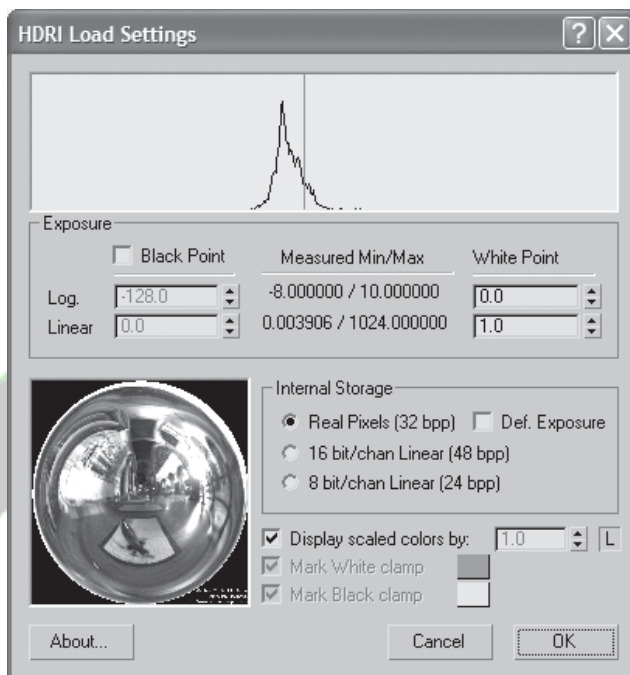 HDRI Load Settings
Exposure
Black Point Measured Min/Max White Point
Log. -128.0 -8.000000 / 10.000000 0.0
Linear 0.0 0.003906 / 1024.000000 1.0
Internal Storage
Real Pixels (32 bpp) Def. Exposure
16 bit/chan Linear (48 bpp)
8 bit/chan Linear (24 bpp)
Display scaled colors by: 1.0 L
Mark White clamp
Mark Black clamp
About... Cancel OK